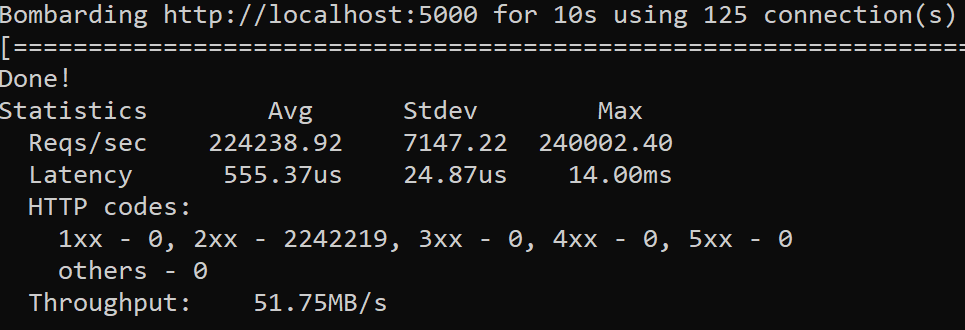 Bombarding http://localhost:5000 for 10s using 125 connection(s)
[================================================================
Done!
Statistics        Avg      Stdev        Max
  Reqs/sec    224238.92    7147.22  240002.40
  Latency      555.37us    24.87us    14.00ms
  HTTP codes:
    1xx - 0, 2xx - 2242219, 3xx - 0, 4xx - 0, 5xx - 0
    others - 0
  Throughput:    51.75MB/s